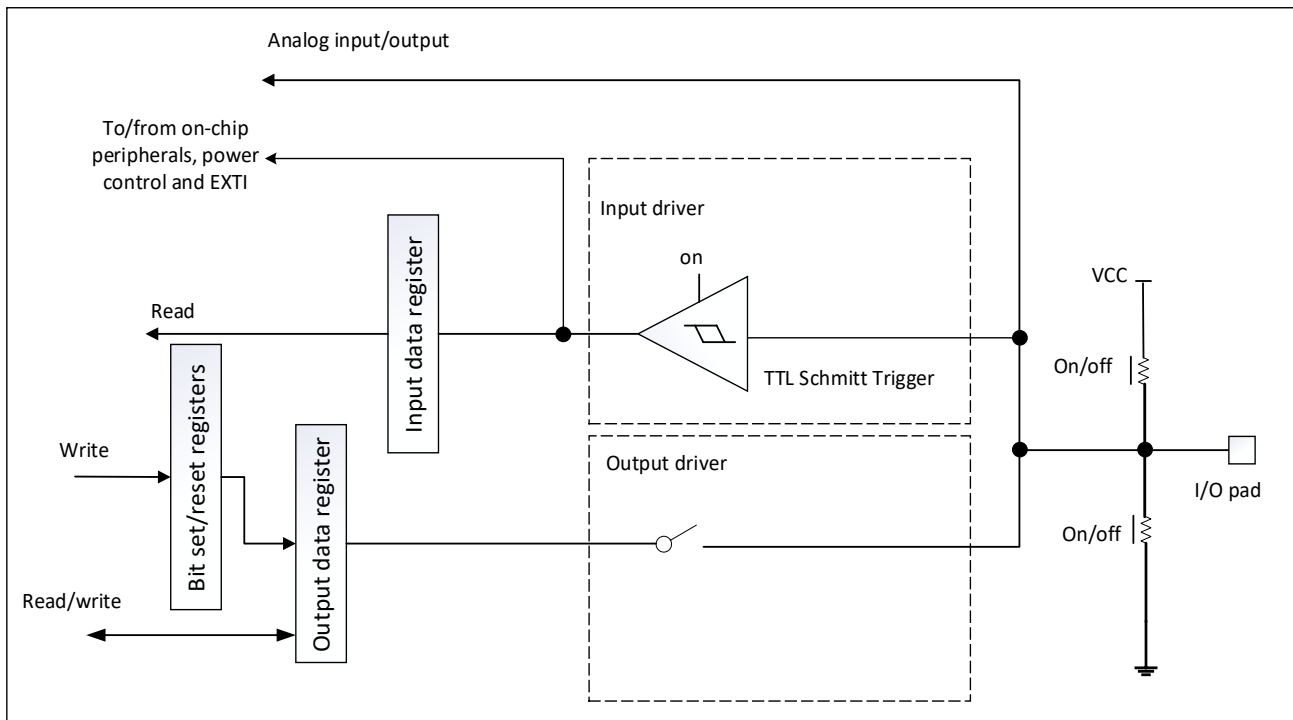 Analog input/output
To/from on-chip
peripherals, power
control and EXTI
Input driver
on
Input data register
VCC
Read
On/off
TTL Schmitt Trigger
Bit set/reset registers
Output data register
Write
Output driver
I/O pad
On/off
Read/write